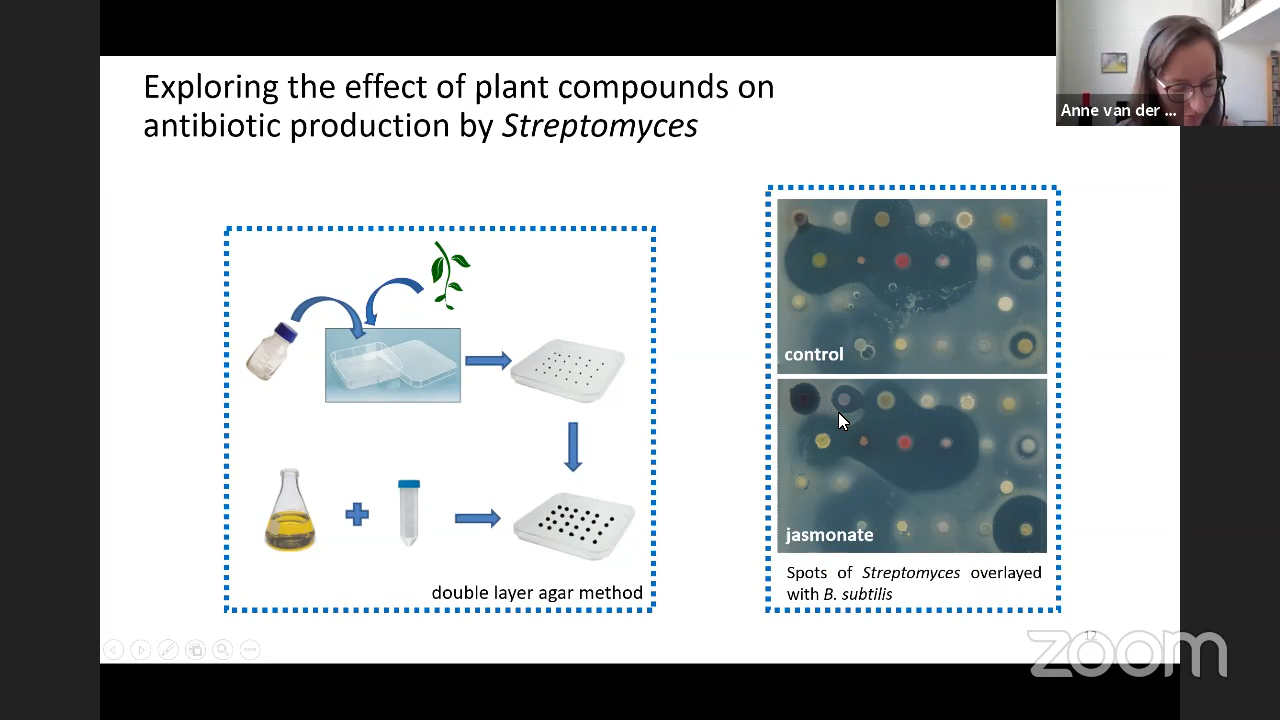 Exploring the effect of plant compounds on
antibiotic production by Streptomyces
Anne van der ...
control
jasmonate
double layer agar method
Spots of Streptomyces overlayed
with B. subtilis
12
zoom